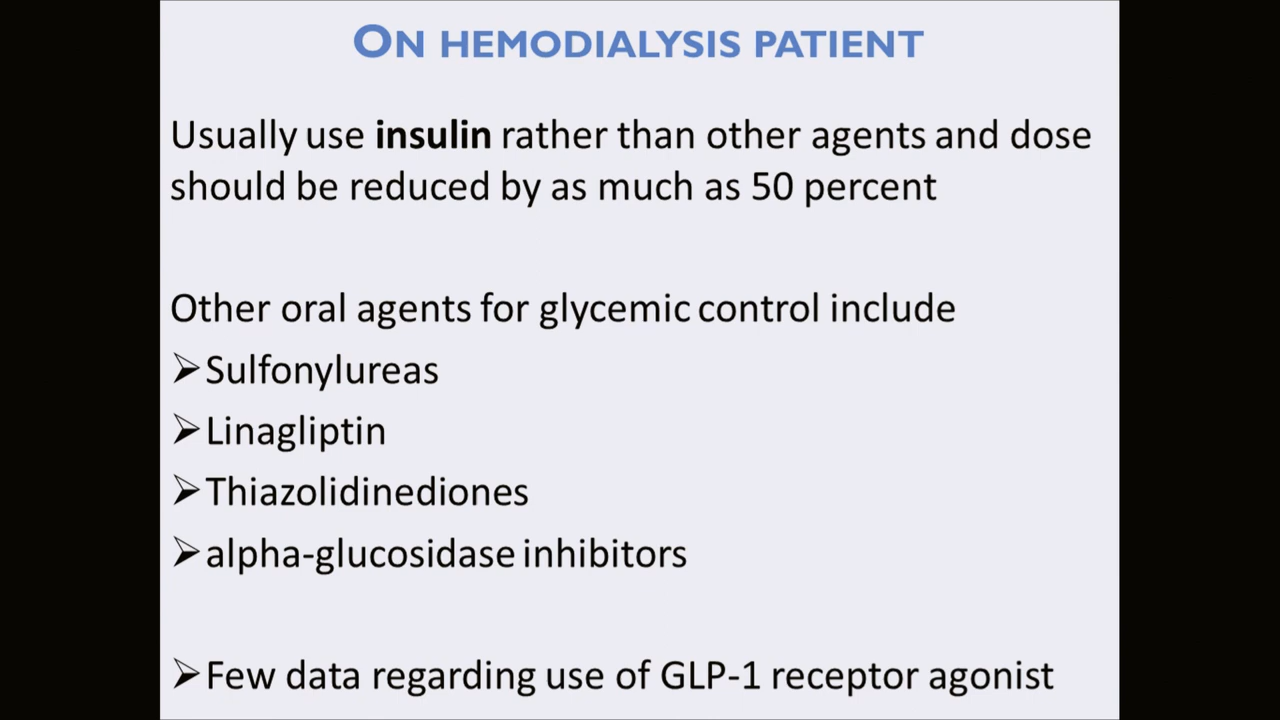 ON HEMODIALYSIS PATIENT
Usually use insulin rather than other agents and dose
should be reduced by as much as 50 percent
Other oral agents for glycemic control include
➢Sulfonylureas
➢Linagliptin
➢Thiazolidinediones
➢alpha-glucosidase inhibitors
➢Few data regarding use of GLP-1 receptor agonist